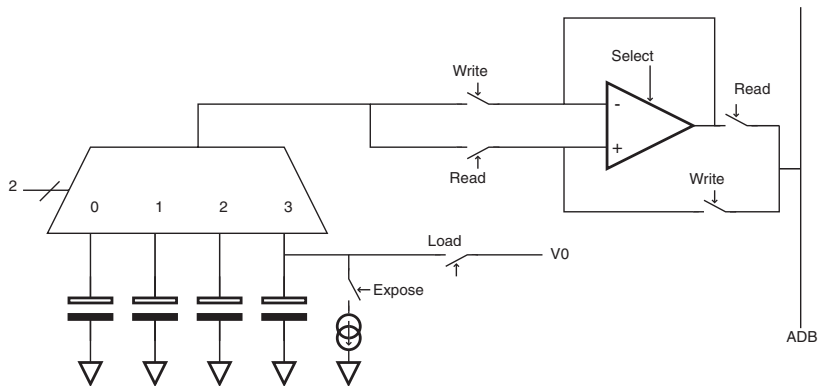 Select
Write
Read
-
+
Read
Write
2
0 1 2 3
Load
V0
Expose
ADB